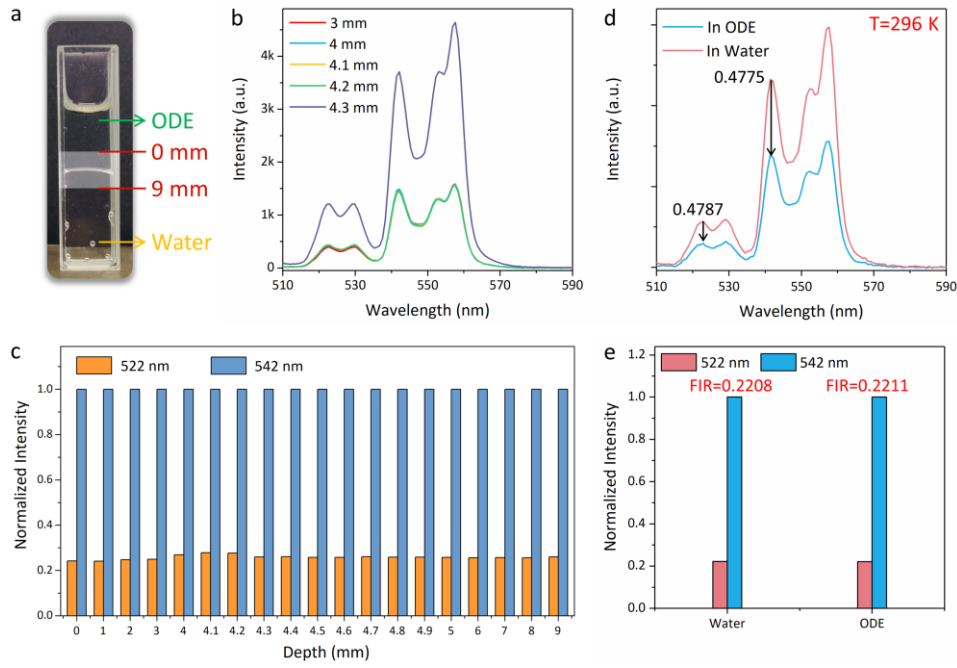 a
ODE
0 mm
9 mm
Water
b
3 mm
4 mm
4.1 mm
4.2 mm
4.3 mm
Intensity (a.u.)
4k
3k
2k
1k
0
510 530 550 570 590
Wavelength (nm)
d
In ODE
In Water
T=296 K
0.4775
0.4787
Intensity (a.u.)
510 530 550 570 590
Wavelength (nm)
c
522 nm 542 nm
Normalized Intensity
1.0
0.8
0.6
0.4
0.2
0.0
0 1 2 3 4 4.1 4.2 4.3 4.4 4.5 4.6 4.7 4.8 4.9 5 6 7 8 9
Depth (mm)
e
522 nm 542 nm
FIR=0.2208 FIR=0.2211
Normalized Intensity
1.2
1.0
0.8
0.6
0.4
0.2
0.0
Water ODE